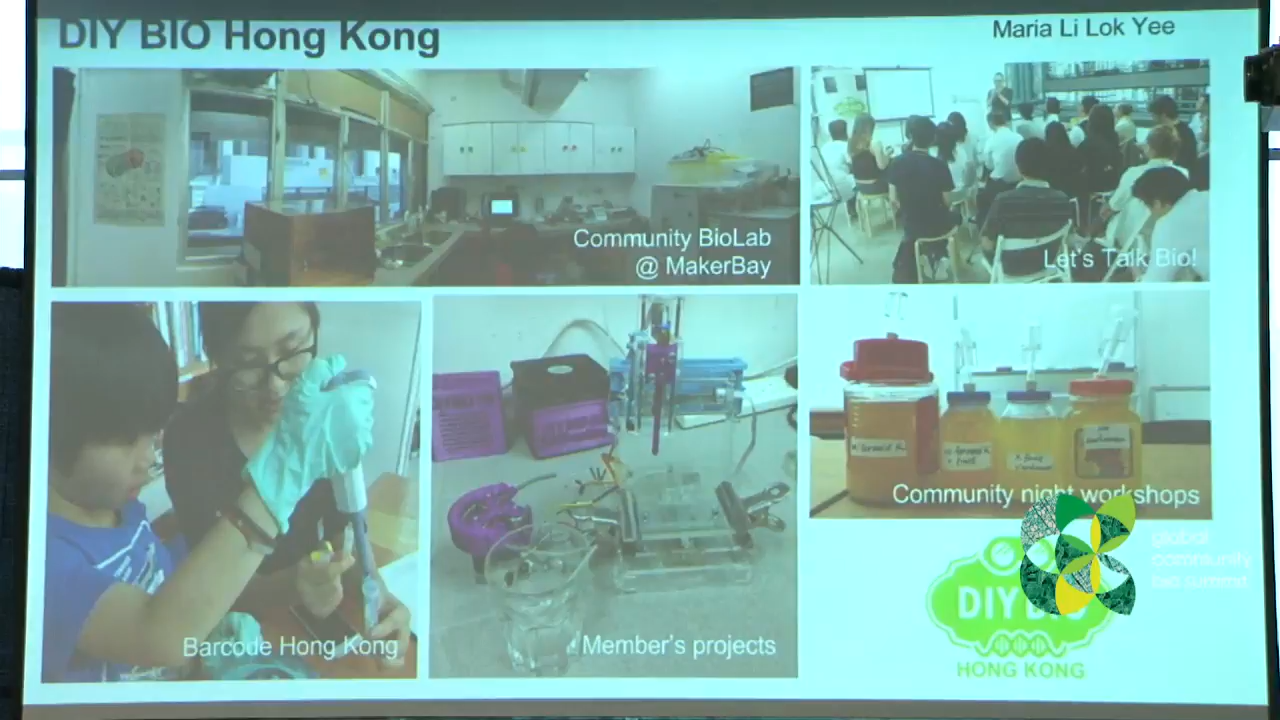 DIY BIO Hong Kong
Maria Li Lok Yee
Community BioLab
@ MakerBay
Let's Talk Bio!
Barcode Hong Kong
Member's projects
Community night workshops
global
community
bio summit
DIY BIO
HONG KONG